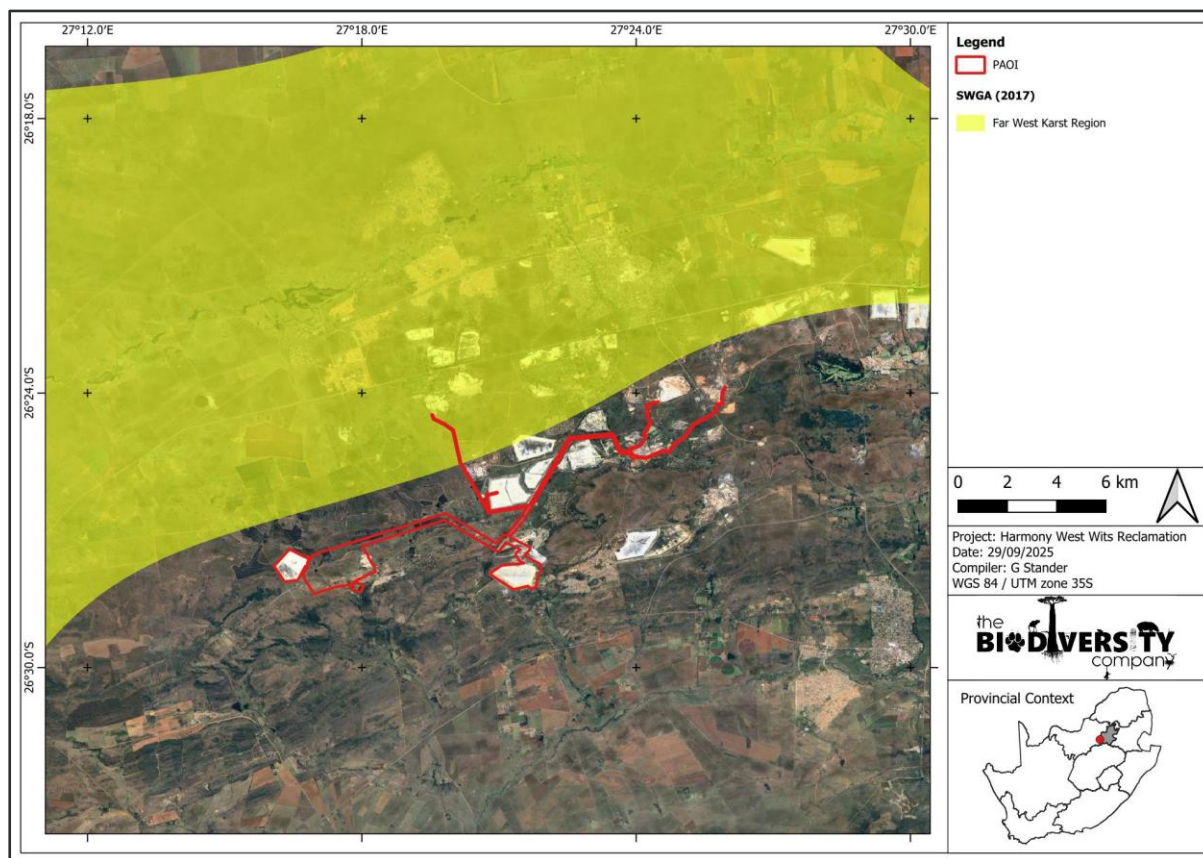 27°12.0'E 27°18.0'E 27°24.0'E 27°30.0'E
26°18.0'S
26°24.0'S
26°30.0'S
Legend
PAOI
SWGA (2017)
Far West Karst Region
0 2 4 6 km
Project: Harmony West Wits Reclamation
Date: 29/09/2025
Compiler: G Stander
WGS 84 / UTM zone 35S
the
BIODIVERSITY
company
Provincial Context